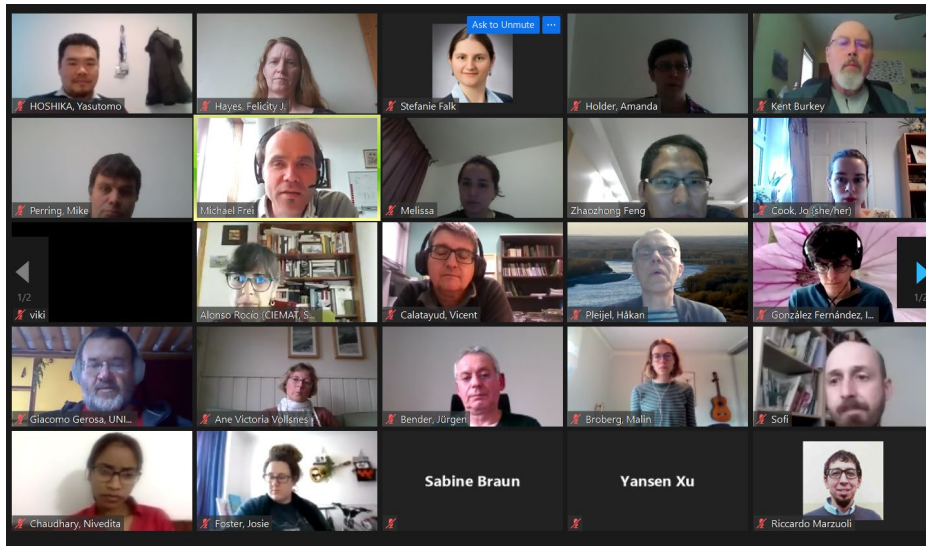 Ask to Unmute ...
HOSHIKA, Yasutomo
Hayes, Felicity J.
Stefanie Falk
Holder, Amanda
Kent Burkey
Perring, Mike
Michael Frei
Melissa
Zhaozhong Feng
Cook, Jo (she/her)
1/2
viki
Alonso Rocío (CIEMAT, S...
Calatayud, Vicent
Pleijel, Håkan
González Fernández, I...
1/2
Giacomo Gerosa, UNI...
Ane Victoria Vollsnes
Bender, Jürgen
Broberg, Malin
Sofi
Chaudhary, Nivedita
Foster, Josie
Sabine Braun
Yansen Xu
Riccardo Marzuoli